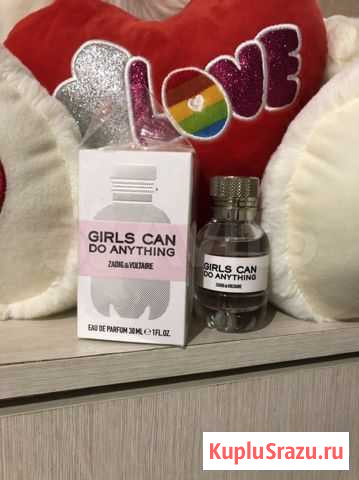 LOVE
GIRLS CAN
DO ANYTHING
ZADIG&VOLTAIRE
EAU DE PARFUM 30 ML ℮ 1 FL.OZ.
GIRLS CAN
DO ANYTHING
ZADIG&VOLTAIRE
KupluSrazu.ru